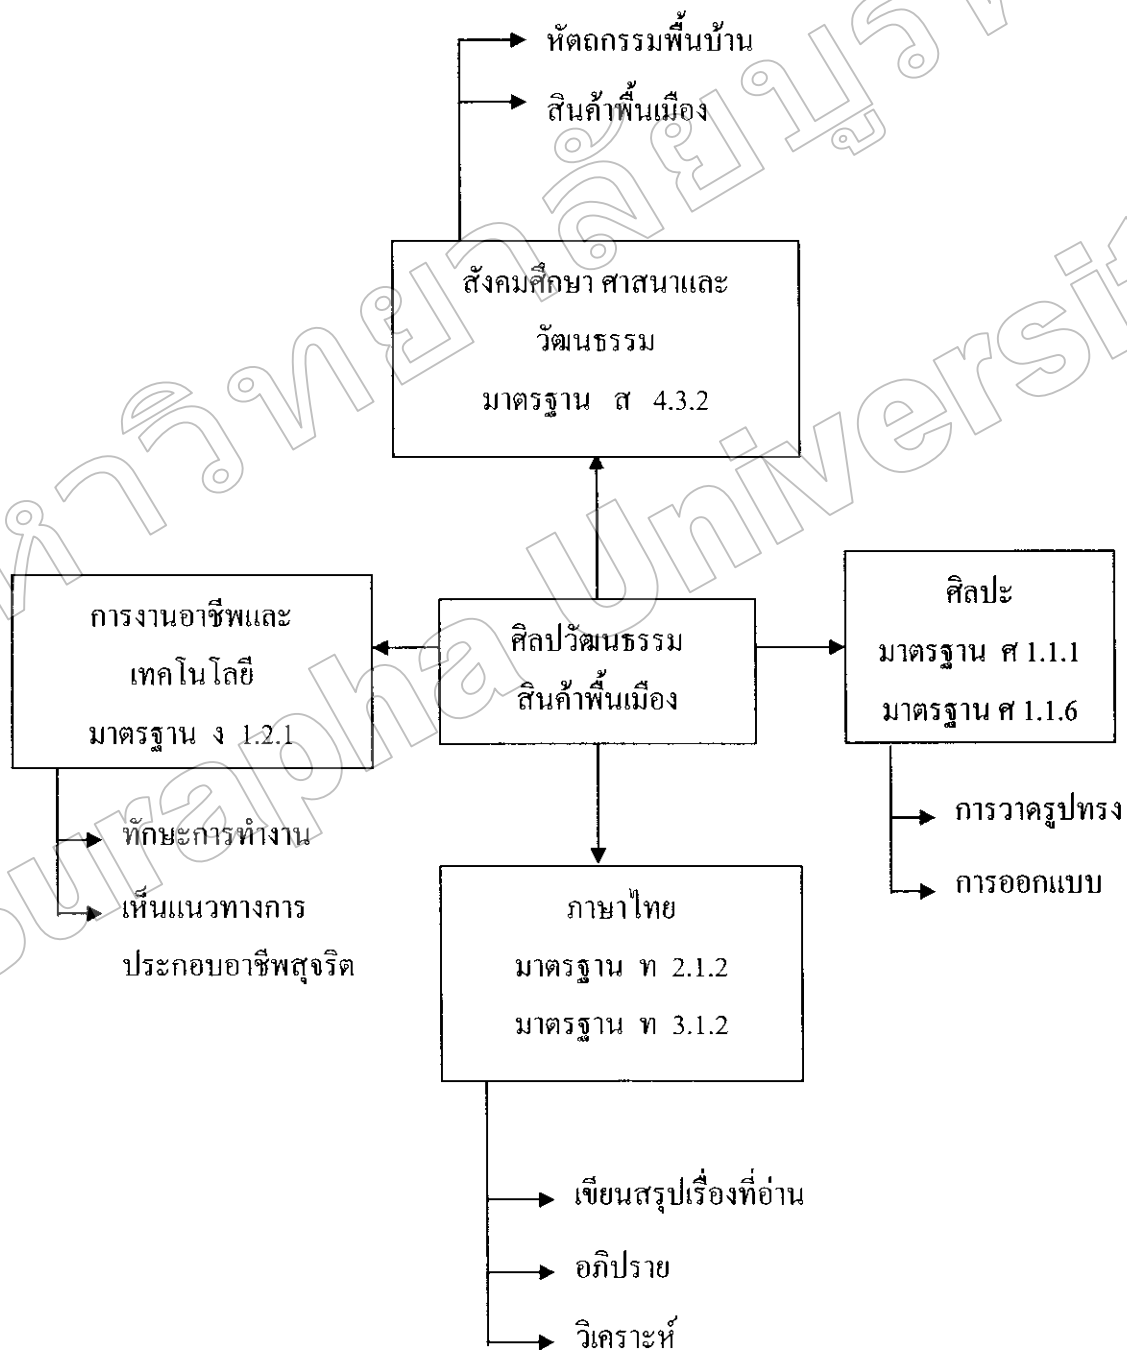 หัตถกรรมพื้นบ้าน
สินค้าพื้นเมือง
สังคมศึกษา ศาสนาและ
วัฒนธรรม
มาตรฐาน ส 4.3.2
การงานอาชีพและ
เทคโนโลยี
มาตรฐาน ง 1.2.1
ทักษะการทำงาน
เห็นแนวทางการ
ประกอบอาชีพสุจริต
ศิลปวัฒนธรรม
สินค้าพื้นเมือง
ศิลปะ
มาตรฐาน ศ 1.1.1
มาตรฐาน ศ 1.1.6
การวาดรูปทรง
การออกแบบ
ภาษาไทย
มาตรฐาน ท 2.1.2
มาตรฐาน ท 3.1.2
เขียนสรุปเรื่องที่อ่าน
อภิปราย
วิเคราะห์